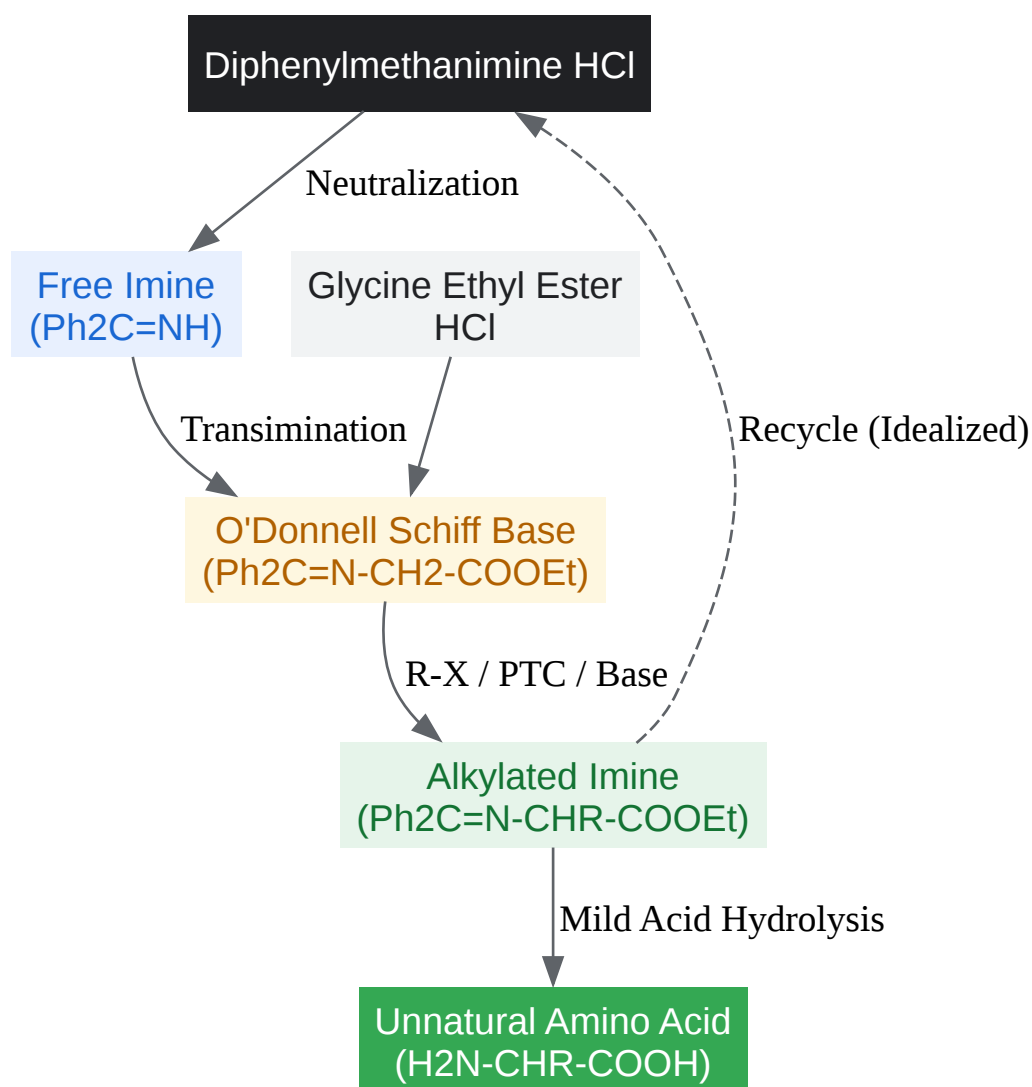 Diphenylmethanimine HCl
Neutralization
Free Imine
(Ph2C=NH)
Glycine Ethyl Ester
HCl
Transimination
Recycle (Idealized)
O'Donnell Schiff Base
(Ph2C=N-CH2-COOEt)
R-X / PTC / Base
Alkylated Imine
(Ph2C=N-CHR-COOEt)
Mild Acid Hydrolysis
Unnatural Amino Acid
(H2N-CHR-COOH)